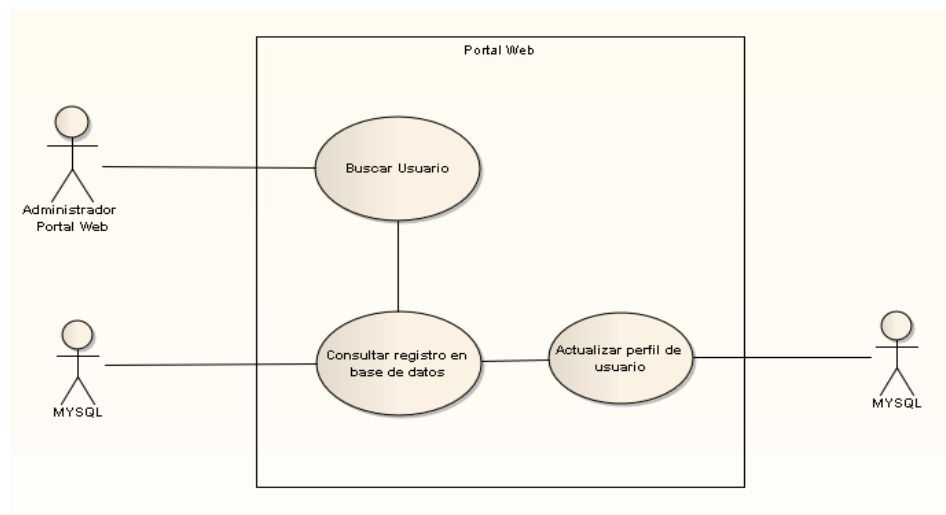 Portal Web
Buscar Usuario
Administrador
Portal Web
Consultar registro en
base de datos
Actualizar perfil de
usuario
MYSQL
MYSQL